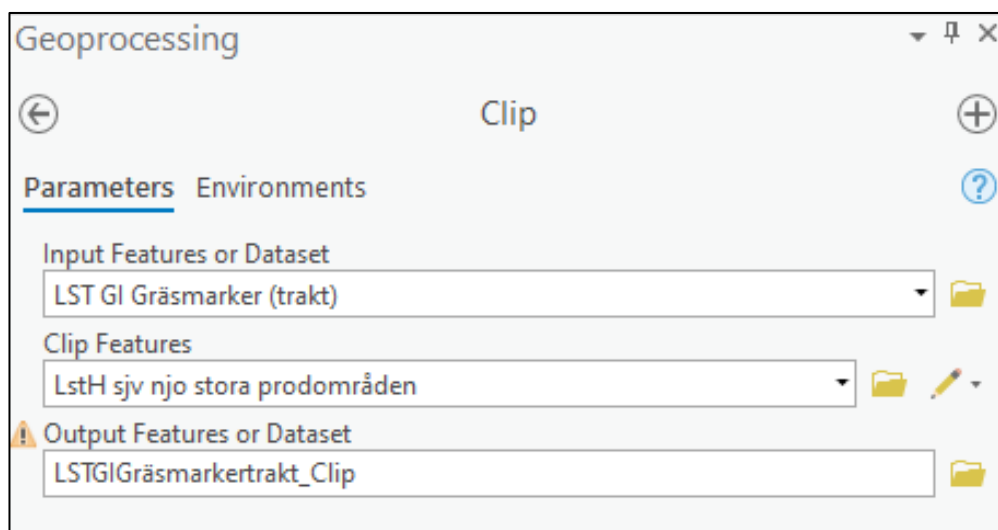 Geoprocessing
Clip
Parameters Environments
Input Features or Dataset
LST GI Gräsmarker (trakt)
Clip Features
LstH sjv njo stora prodområden
Output Features or Dataset
LSTGIGräsmarkertrakt_Clip